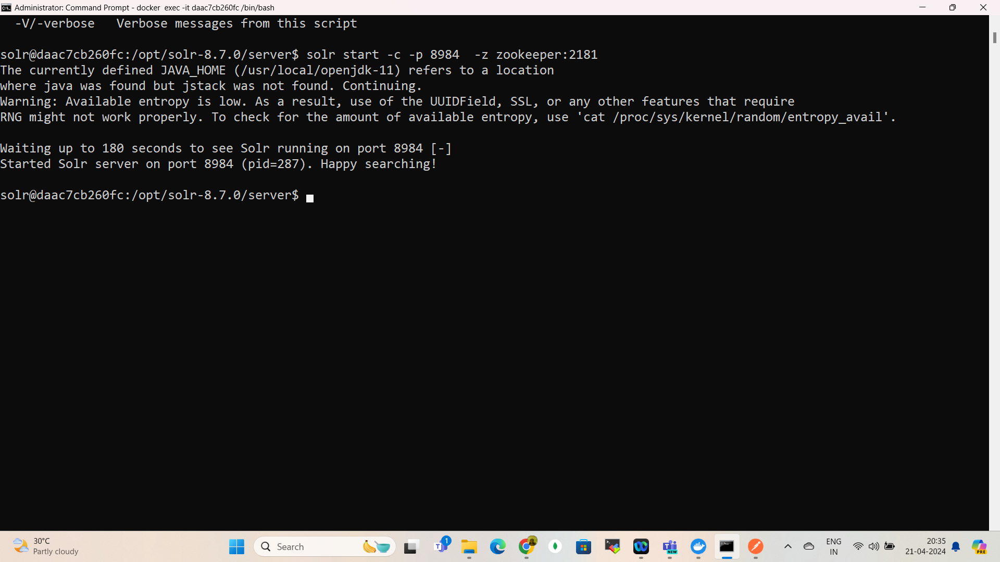 Administrator: Command Prompt - docker  exec -it daac7cb260fc /bin/bash
-V/-verbose   Verbose messages from this script
solr@daac7cb260fc:/opt/solr-8.7.0/server$ solr start -c -p 8984  -z zookeeper:2181
The currently defined JAVA_HOME (/usr/local/openjdk-11) refers to a location
where java was found but jstack was not found. Continuing.
Warning: Available entropy is low. As a result, use of the UUIDField, SSL, or any other features that require
RNG might not work properly. To check for the amount of available entropy, use 'cat /proc/sys/kernel/random/entropy_avail'.
Waiting up to 180 seconds to see Solr running on port 8984 [-]
Started Solr server on port 8984 (pid=287). Happy searching!
solr@daac7cb260fc:/opt/solr-8.7.0/server$
30°C
Partly cloudy
Search
1
NEW
ENG
IN
20:35
21-04-2024
PRE